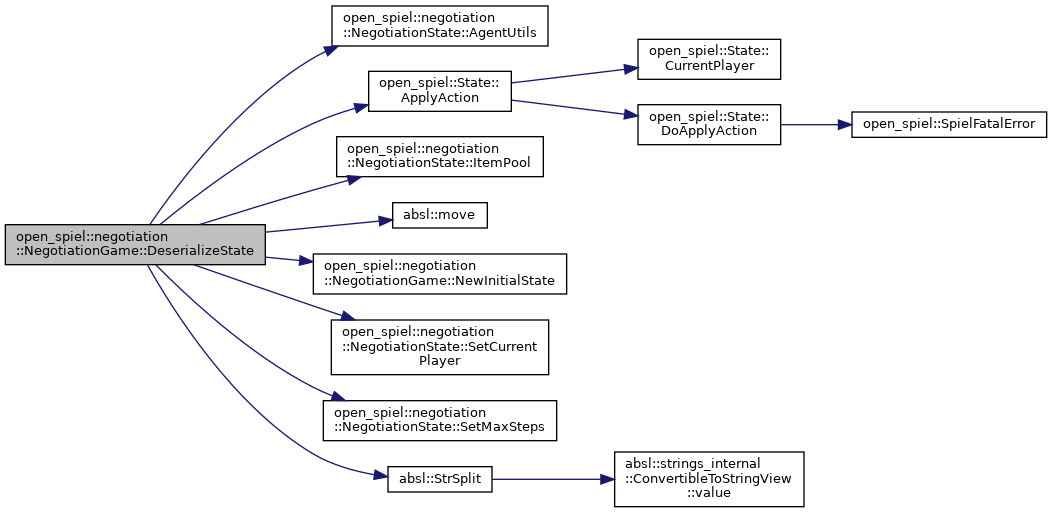 open_spiel::negotiation
::NegotiationGame::DeserializeState
open_spiel::negotiation
::NegotiationState::AgentUtils
open_spiel::State::
ApplyAction
open_spiel::State::
CurrentPlayer
open_spiel::State::
DoApplyAction
open_spiel::SpielFatalError
open_spiel::negotiation
::NegotiationState::ItemPool
absl::move
open_spiel::negotiation
::NegotiationGame::NewInitialState
open_spiel::negotiation
::NegotiationState::SetCurrent
Player
open_spiel::negotiation
::NegotiationState::SetMaxSteps
absl::StrSplit
absl::strings_internal
::ConvertibleToStringView
::value